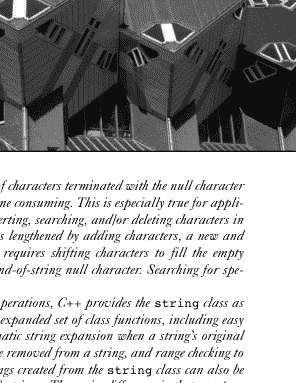 of characters terminated with the null character
me consuming. This is especially true for appli-
erting, searching, and/or deleting characters in
s lengthened by adding characters, a new and
requires shifting characters to fill the empty
nd-of-string null character. Searching for spe-
perations, C++ provides the string class as
expanded set of class functions, including easy
natic string expansion when a string's original
e removed from a string, and range checking to
ngs created from the string class can also be